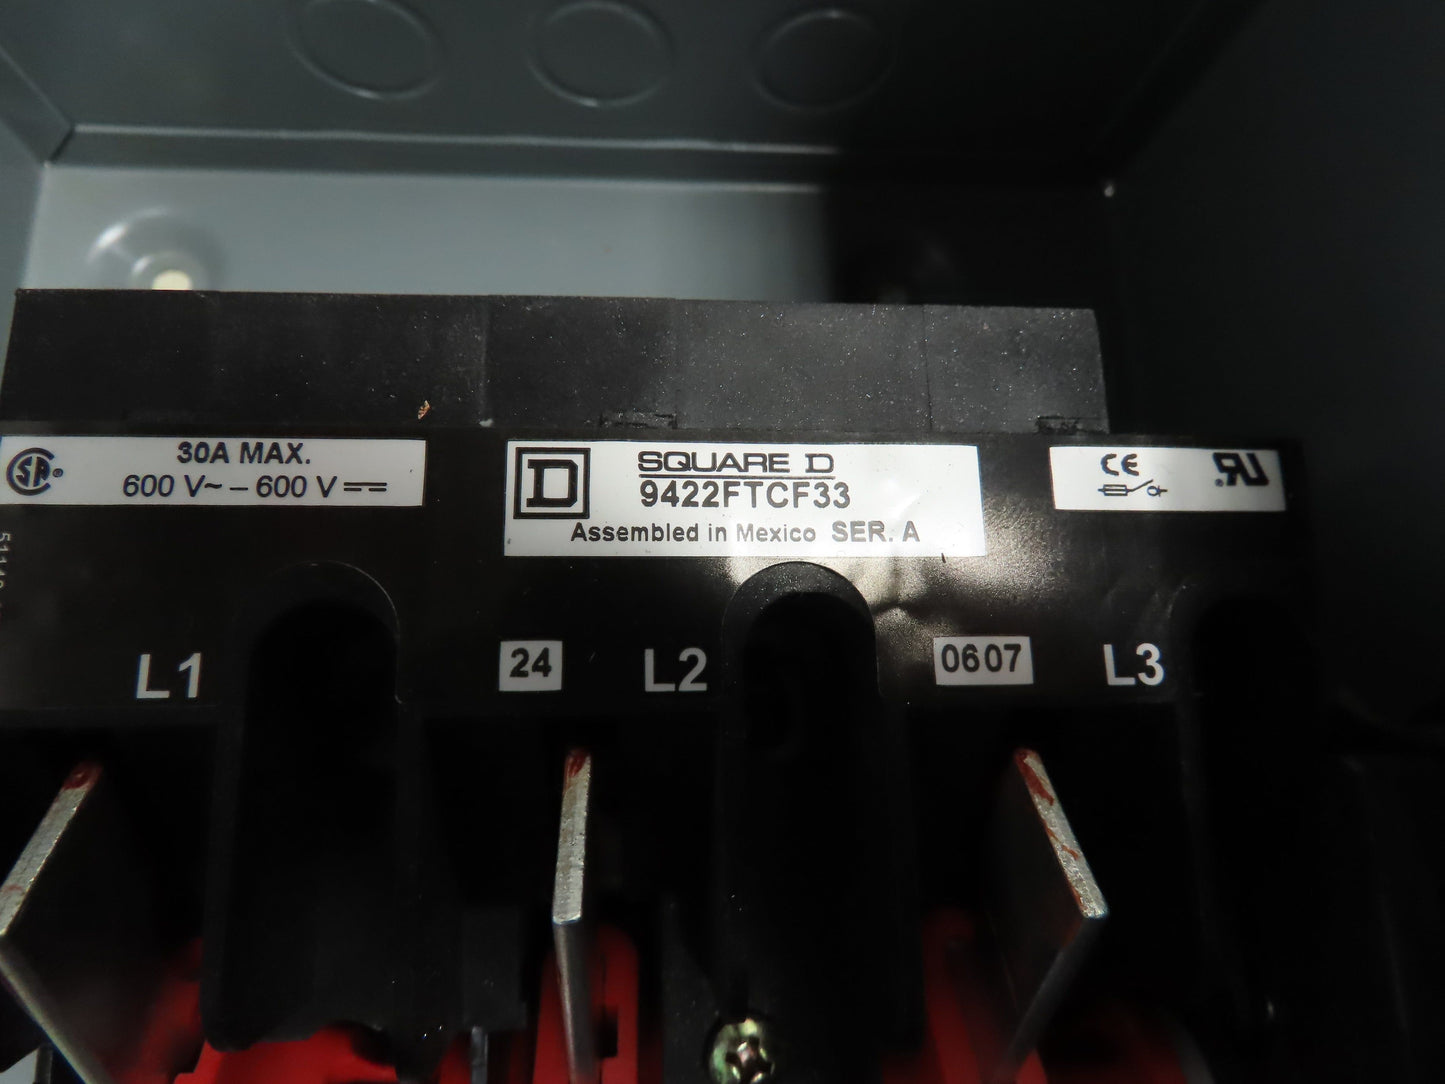 30A MAX.
600 V~ – 600 V ⎓
SQUARE D
9422FTCF33
Assembled in Mexico SER. A
L1
24
L2
0607
L3